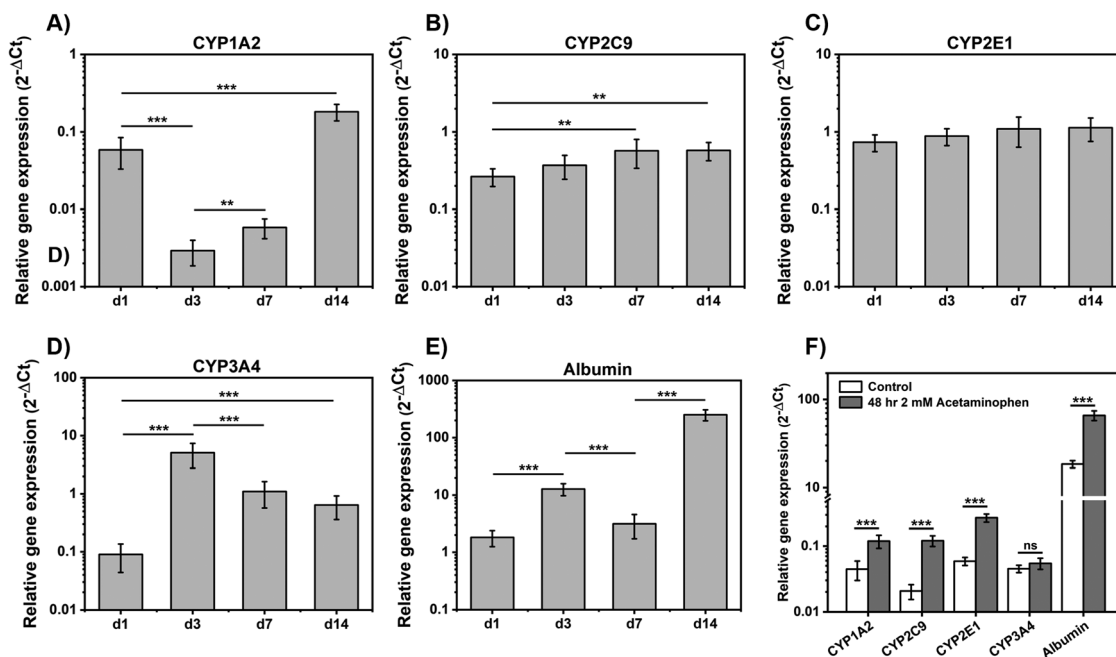 A)
CYP1A2
Relative gene expression (2-ΔCt)
1
0.1
0.01
0.001
***
***
**
***
D)
d1 d3 d7 d14
B)
CYP2C9
Relative gene expression (2-ΔCt)
10
1
0.1
0.01
**
**
d1 d3 d7 d14
C)
CYP2E1
Relative gene expression (2-ΔCt)
10
1
0.1
0.01
d1 d3 d7 d14
D)
CYP3A4
Relative gene expression (2-ΔCt)
100
10
1
0.1
0.01
***
***
***
d1 d3 d7 d14
E)
Albumin
Relative gene expression (2-ΔCt)
1000
100
10
1
0.1
***
***
***
d1 d3 d7 d14
F)
Relative gene expression (2-ΔCt)
Control
48 hr 2 mM Acetaminophen
100
10
0.1
0.01
***
***
***
ns
***
CYP1A2 CYP2C9 CYP2E1 CYP3A4 Albumin